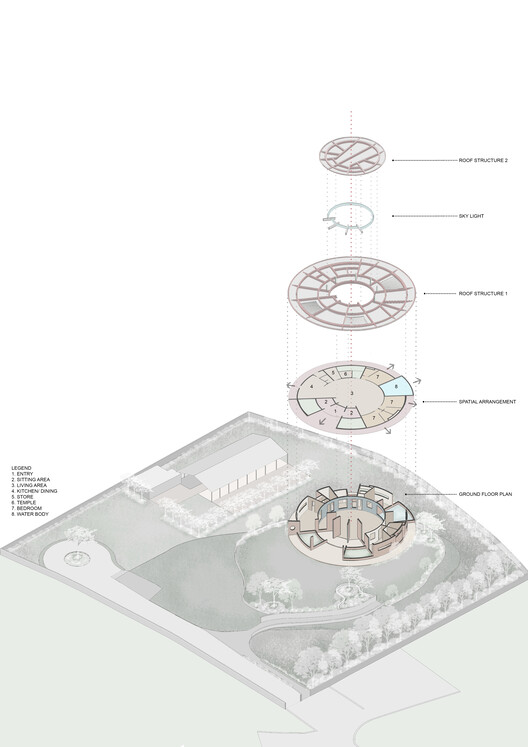 ROOF STRUCTURE 2
SKY LIGHT
ROOF STRUCTURE 1
5
6
7
4
8
3
2
7
1
2
7
SPATIAL ARRANGEMENT
LEGEND
1. ENTRY
2. SITTING AREA
3. LIVING AREA
4. KITCHEN/ DINING
5. STORE
6. TEMPLE
7. BEDROOM
8. WATER BODY
GROUND FLOOR PLAN